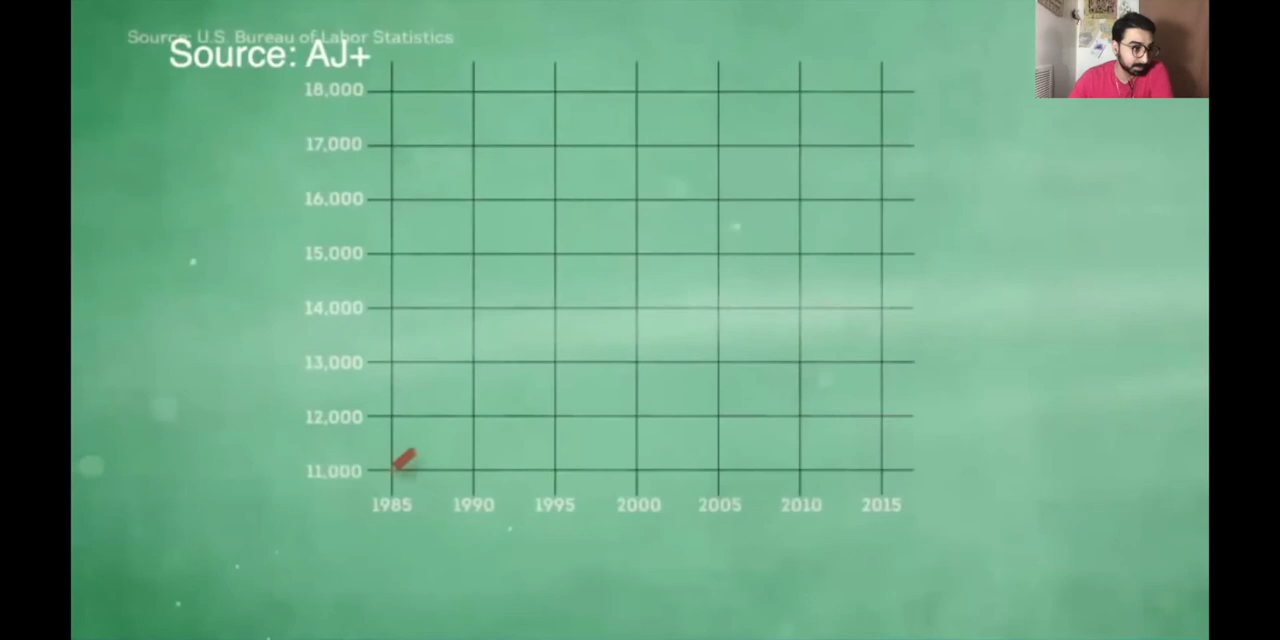 Source: U.S. Bureau of Labor Statistics
Source: AJ+
18,000
17,000
16,000
15,000
14,000
13,000
12,000
11,000
1985 1990 1995 2000 2005 2010 2015